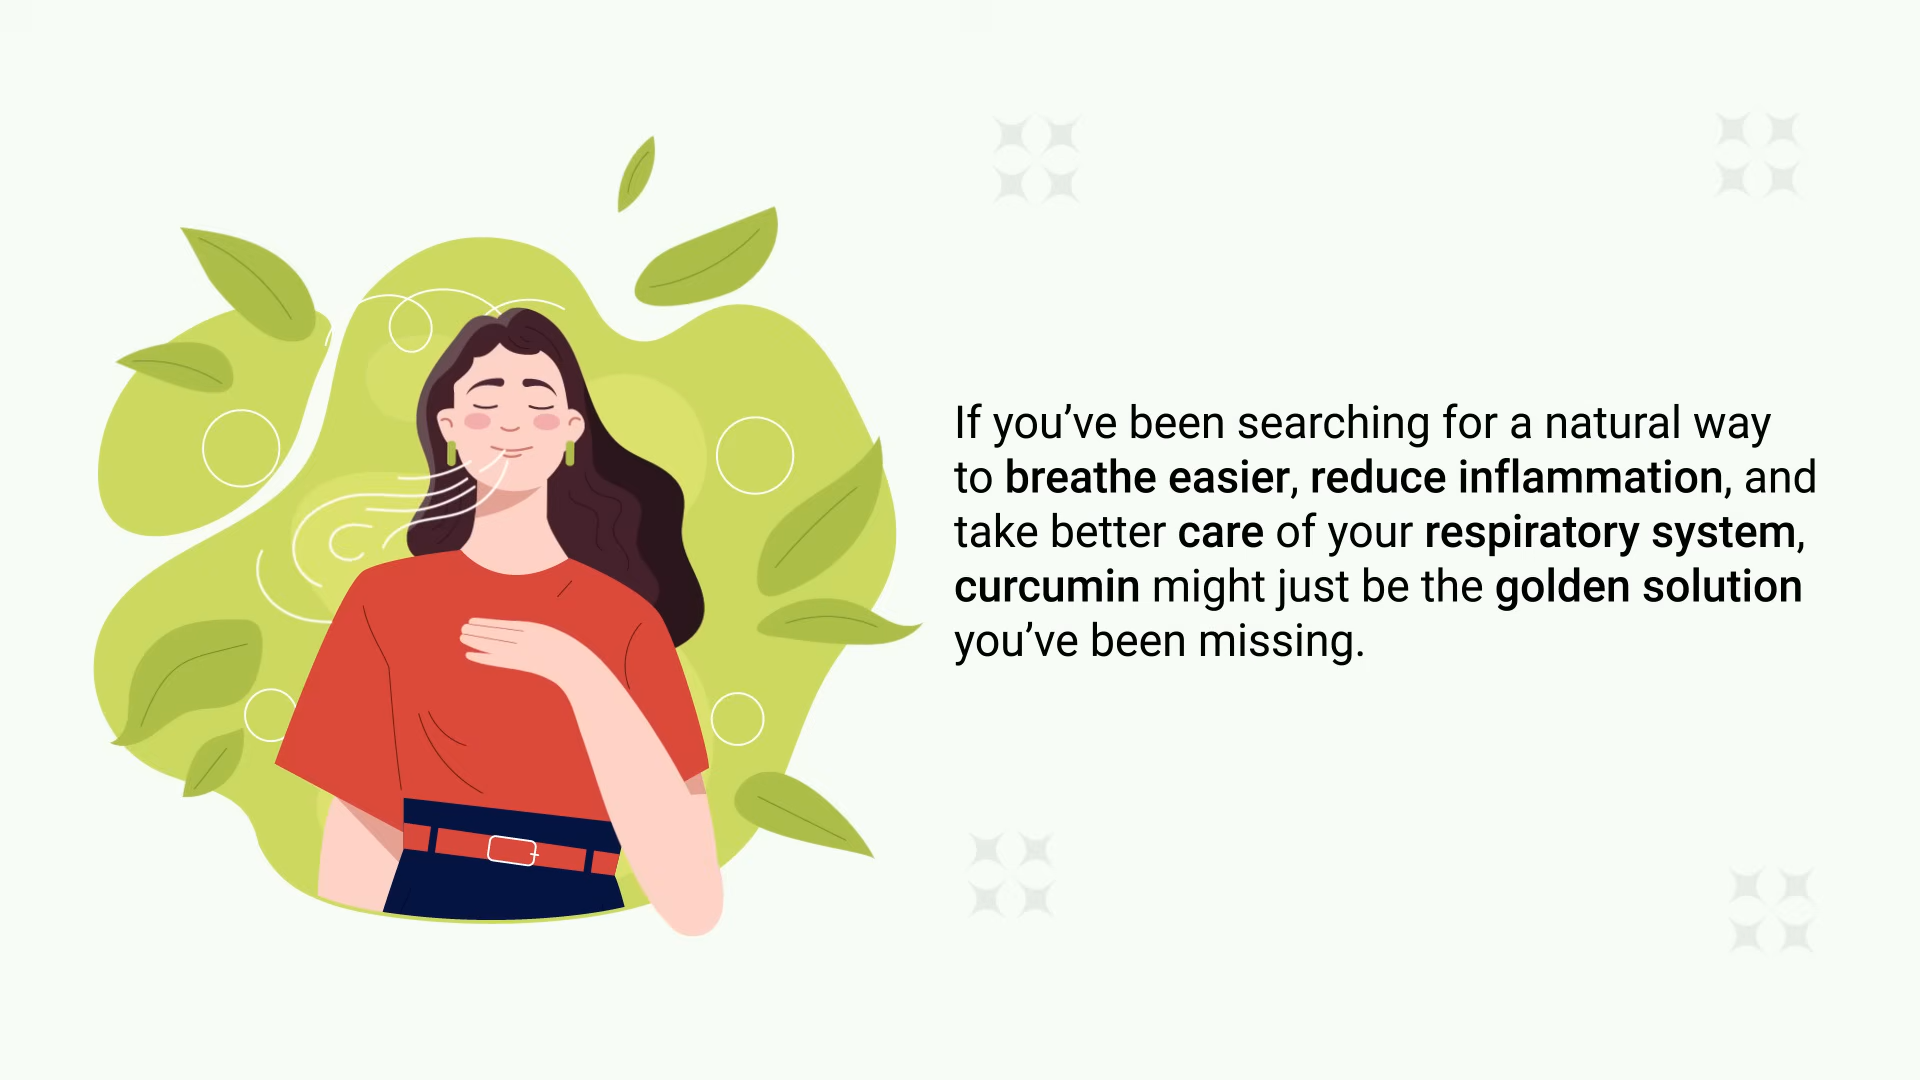 If you’ve been searching for a natural way
to breathe easier, reduce inflammation, and
take better care of your respiratory system,
curcumin might just be the golden solution
you’ve been missing.